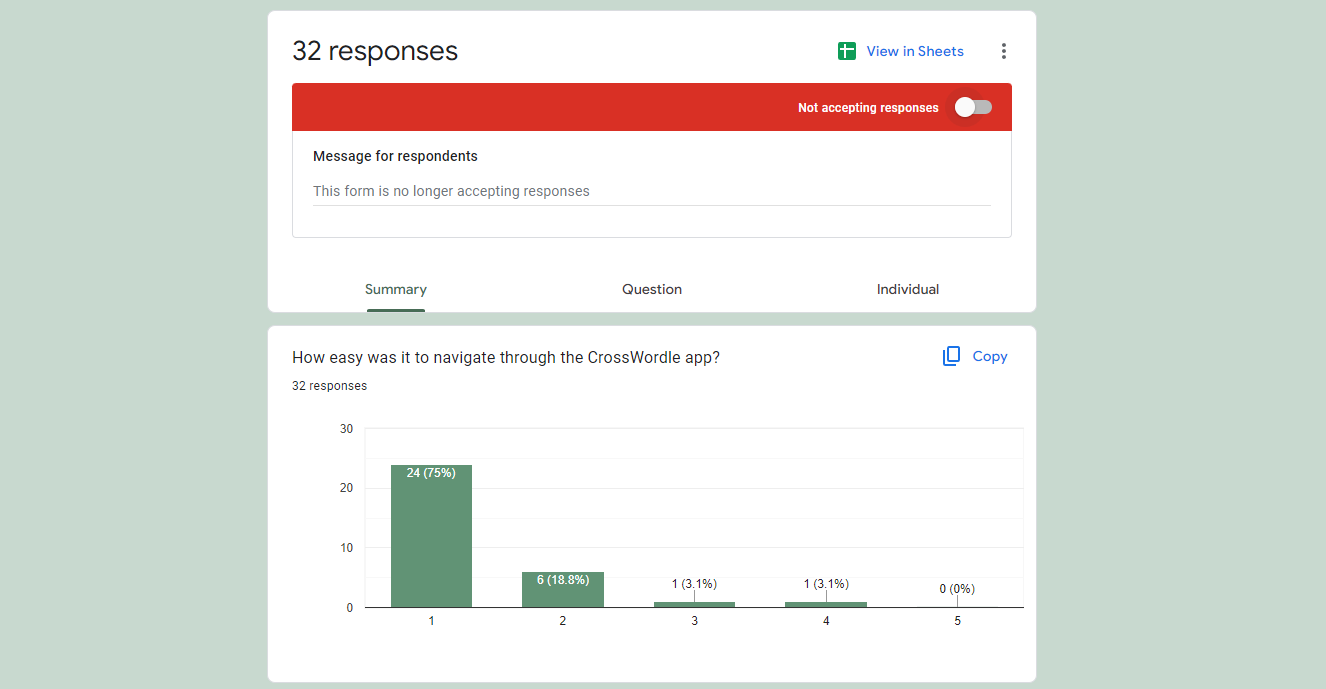 32 responses
View in Sheets
Not accepting responses
Message for respondents
This form is no longer accepting responses
Summary
Question
Individual
How easy was it to navigate through the CrossWordle app?
Copy
32 responses
30
20
10
0
24 (75%)
6 (18.8%)
1 (3.1%)
1 (3.1%)
0 (0%)
1
2
3
4
5